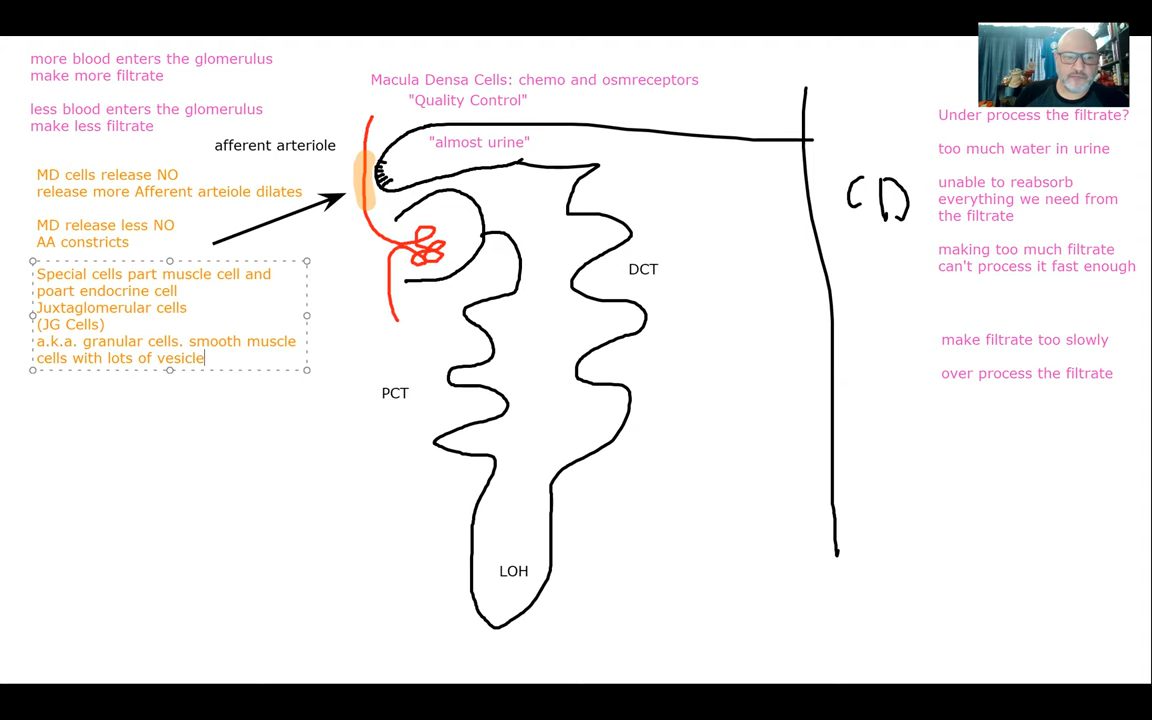 more blood enters the glomerulus
make more filtrate
less blood enters the glomerulus
make less filtrate
afferent arteriole
MD cells release NO
release more Afferent arteiole dilates
MD release less NO
AA constricts
Special cells part muscle cell and
poart endocrine cell
Juxtaglomerular cells
(JG Cells)
a.k.a. granular cells. smooth muscle
cells with lots of vesicle
Macula Densa Cells: chemo and osmreceptors
"Quality Control"
"almost urine"
DCT
PCT
LOH
CD
Under process the filtrate?
too much water in urine
unable to reabsorb
everything we need from
the filtrate
making too much filtrate
can't process it fast enough
make filtrate too slowly
over process the filtrate